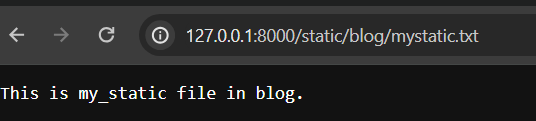 127.0.0.1:8000/static/blog/mystatic.txt
This is my_static file in blog.